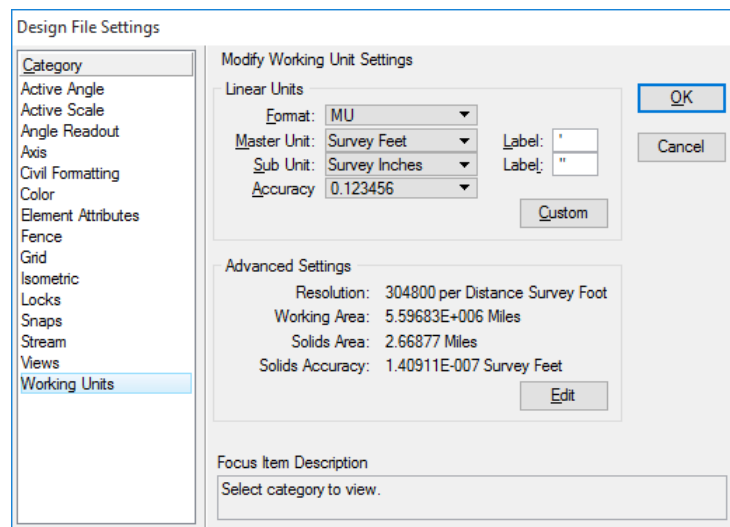 Design File Settings
Category
Active Angle
Active Scale
Angle Readout
Axis
Civil Formatting
Color
Element Attributes
Fence
Grid
Isometric
Locks
Snaps
Stream
Views
Working Units
Modify Working Unit Settings
Linear Units
Format: MU
Master Unit: Survey Feet Label: '
Sub Unit: Survey Inches Label: "
Accuracy 0.123456
Custom
Advanced Settings
Resolution: 304800 per Distance Survey Foot
Working Area: 5.59683E+006 Miles
Solids Area: 2.66877 Miles
Solids Accuracy: 1.40911E-007 Survey Feet
Edit
Focus Item Description
Select category to view.
OK
Cancel